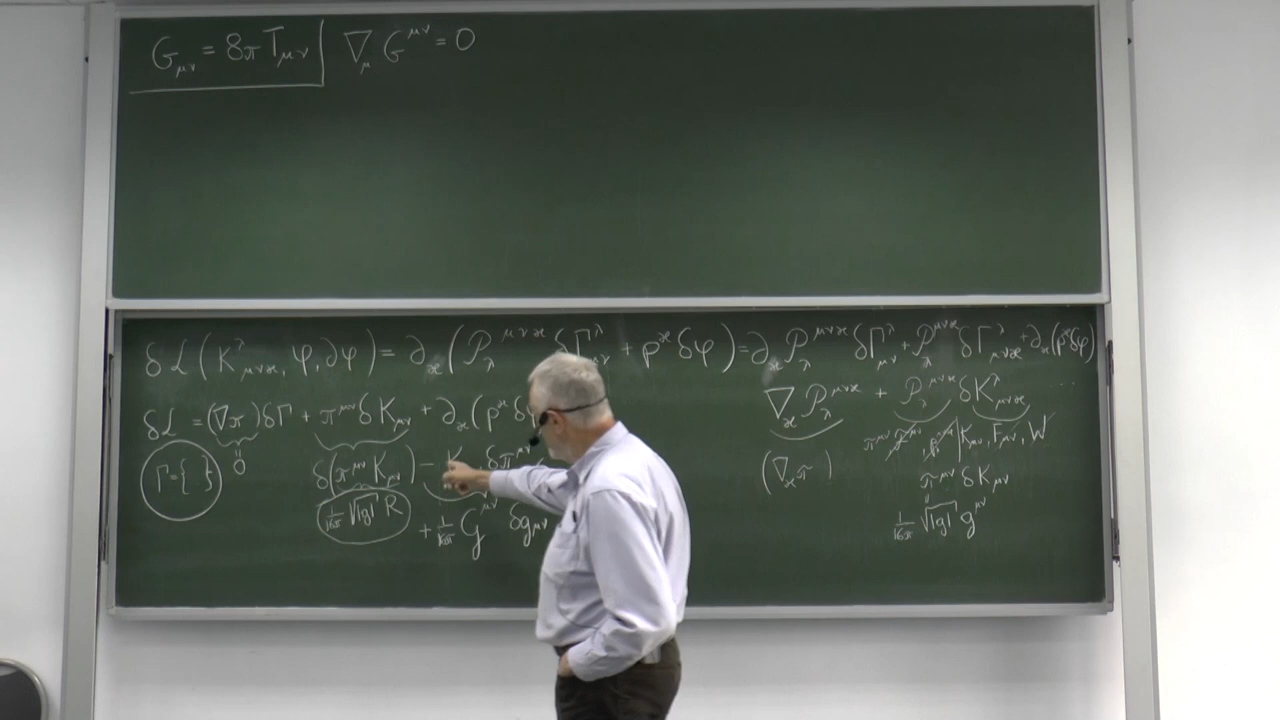 G_{μν} = 8π T_{μν} | ∇_μ G^{μν} = 0
δℒ (K^λ_{μνϰ}, φ, ∂φ) = ∂_ϰ (𝒫_λ^{μνϰ} δΓ^λ_{μν} + p^ϰ δφ) = ∂_ϰ 𝒫_λ^{μνϰ} δΓ^λ_{μν} + 𝒫_λ^{μνϰ} δΓ^λ_{μνϰ} + ∂_ϰ (p^ϰ δφ)
∇_ϰ 𝒫_λ^{μνϰ} + 𝒫_λ^{μνϰ} δK^λ_{μνϰ} ....
δℒ = (∇π) δΓ + π^{μν} δK_{μν} + ∂_ϰ (p^ϰ δ
0
π^{μν} K_{μν}, F_{μν}, W
Γ = { }
δ(π^{μν} K_{μν}) − K δπ^{μν}
(∇_ϰ π)
π^{μν} δK_{μν}
1/16π √|g| R
+ 1/16π 𝒢^{μν} δg_{μν}
1/16π √|g| g^{μν}